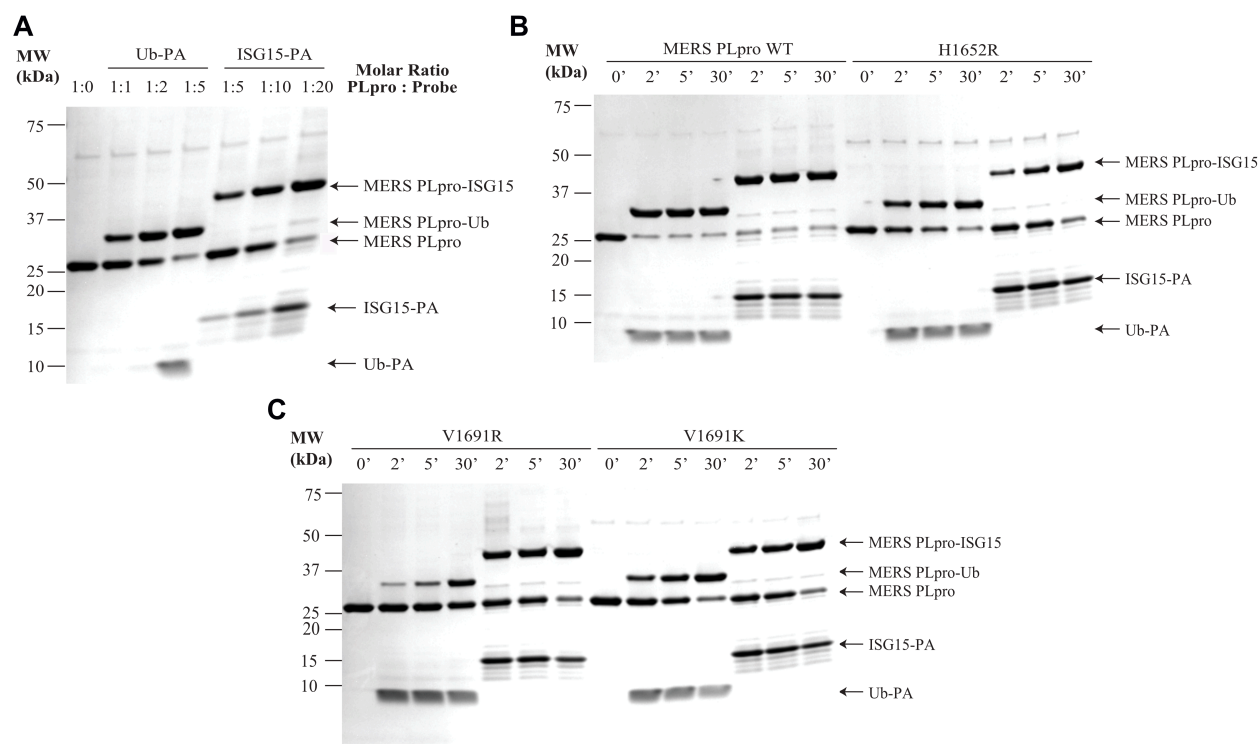 A
MW
(kDa)
Ub-PA ISG15-PA
1:0 1:1 1:2 1:5 1:5 1:10 1:20
Molar Ratio
PLpro : Probe
75
50
37
25
20
15
10
MERS PLpro-ISG15
MERS PLpro-Ub
MERS PLpro
ISG15-PA
Ub-PA
B
MW
(kDa)
MERS PLpro WT H1652R
0’ 2’ 5’ 30’ 2’ 5’ 30’ 0’ 2’ 5’ 30’ 2’ 5’ 30’
75
50
37
25
20
15
10
MERS PLpro-ISG15
MERS PLpro-Ub
MERS PLpro
ISG15-PA
Ub-PA
C
MW
(kDa)
V1691R V1691K
0’ 2’ 5’ 30’ 2’ 5’ 30’ 0’ 2’ 5’ 30’ 2’ 5’ 30’
75
50
37
25
20
15
10
MERS PLpro-ISG15
MERS PLpro-Ub
MERS PLpro
ISG15-PA
Ub-PA